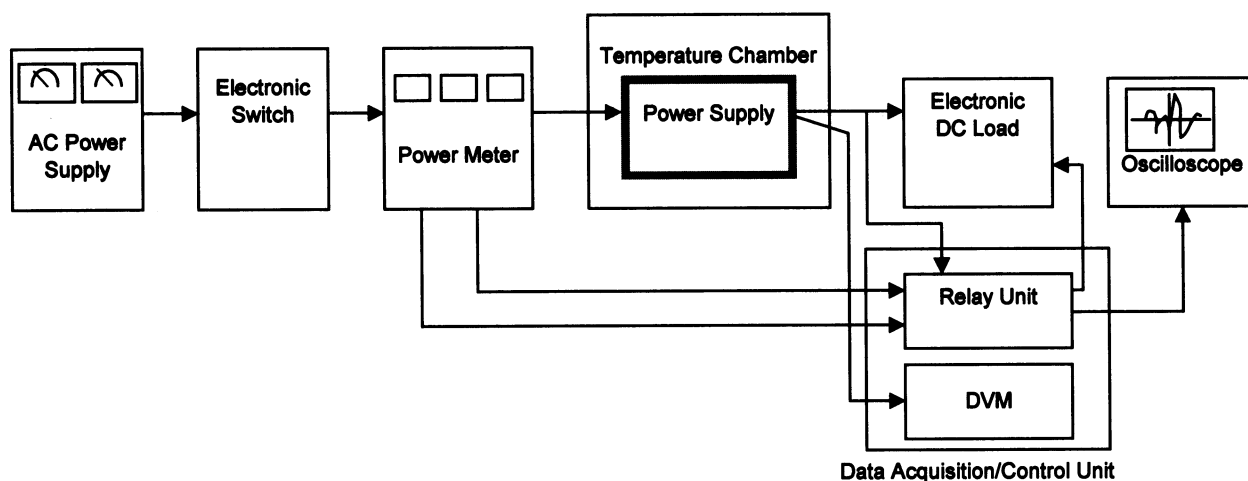 AC Power
Supply
Electronic
Switch
Power Meter
Temperature Chamber
Power Supply
Electronic
DC Load
Oscilloscope
Relay Unit
DVM
Data Acquisition/Control Unit